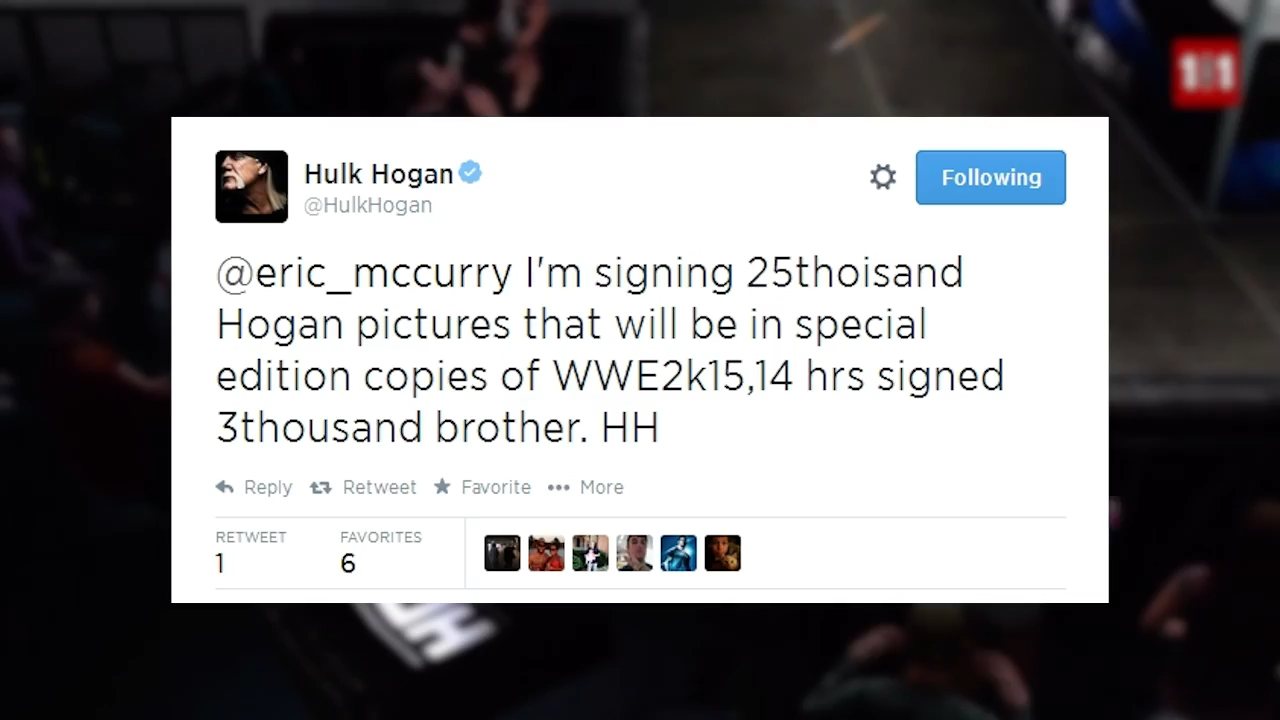 Hulk Hogan
@HulkHogan
Following
@eric_mccurry I'm signing 25thoisand
Hogan pictures that will be in special
edition copies of WWE2k15,14 hrs signed
3thousand brother. HH
Reply Retweet Favorite More
RETWEET FAVORITES
1 6